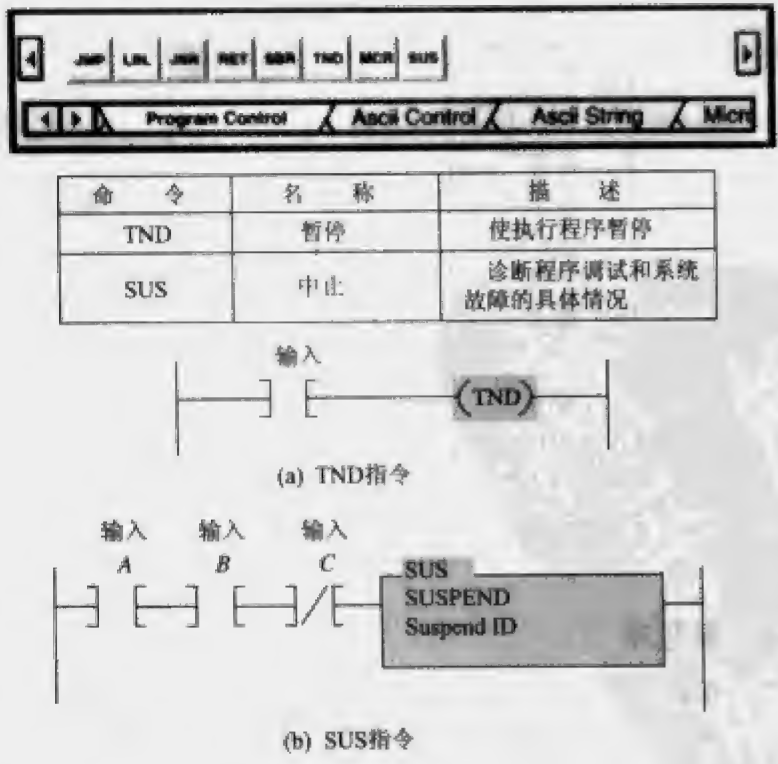 JMP LBL JSR RET SBR TND MCR SUS
Program Control Ascii Control Ascii String Micro
命 令 名 称 描 述
TND 暂停 使执行程序暂停
SUS 中止 诊断程序调试和系统
故障的具体情况
输入
TND
(a) TND指令
输入 输入 输入
A B C
SUS
SUSPEND
Suspend ID
(b) SUS指令